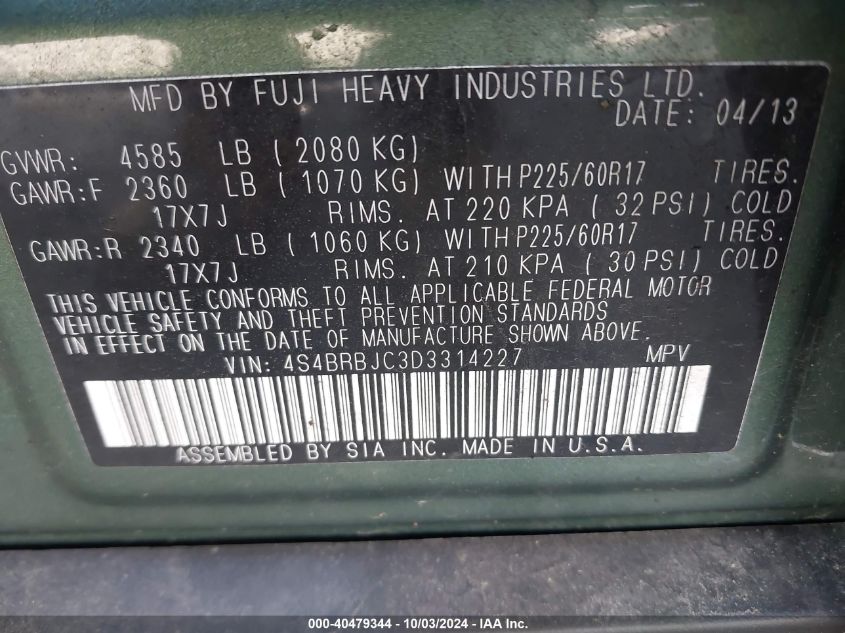 MFD BY FUJI HEAVY INDUSTRIES LTD.
DATE: 04/13
GVWR: 4585 LB ( 2080 KG)
GAWR:F 2360 LB ( 1070 KG) WITH P225/60R17 TIRES.
17X7J RIMS. AT 220 KPA ( 32 PSI) COLD
GAWR:R 2340 LB ( 1060 KG) WITH P225/60R17 TIRES.
17X7J RIMS. AT 210 KPA ( 30 PSI) COLD
THIS VEHICLE CONFORMS TO ALL APPLICABLE FEDERAL MOTOR
VEHICLE SAFETY AND THEFT PREVENTION STANDARDS
IN EFFECT ON THE DATE OF MANUFACTURE SHOWN ABOVE.
VIN: 4S4BRBJC3D3314227 MPV
ASSEMBLED BY SIA INC. MADE IN U.S.A.
000-40479344 - 10/03/2024 - IAA Inc.